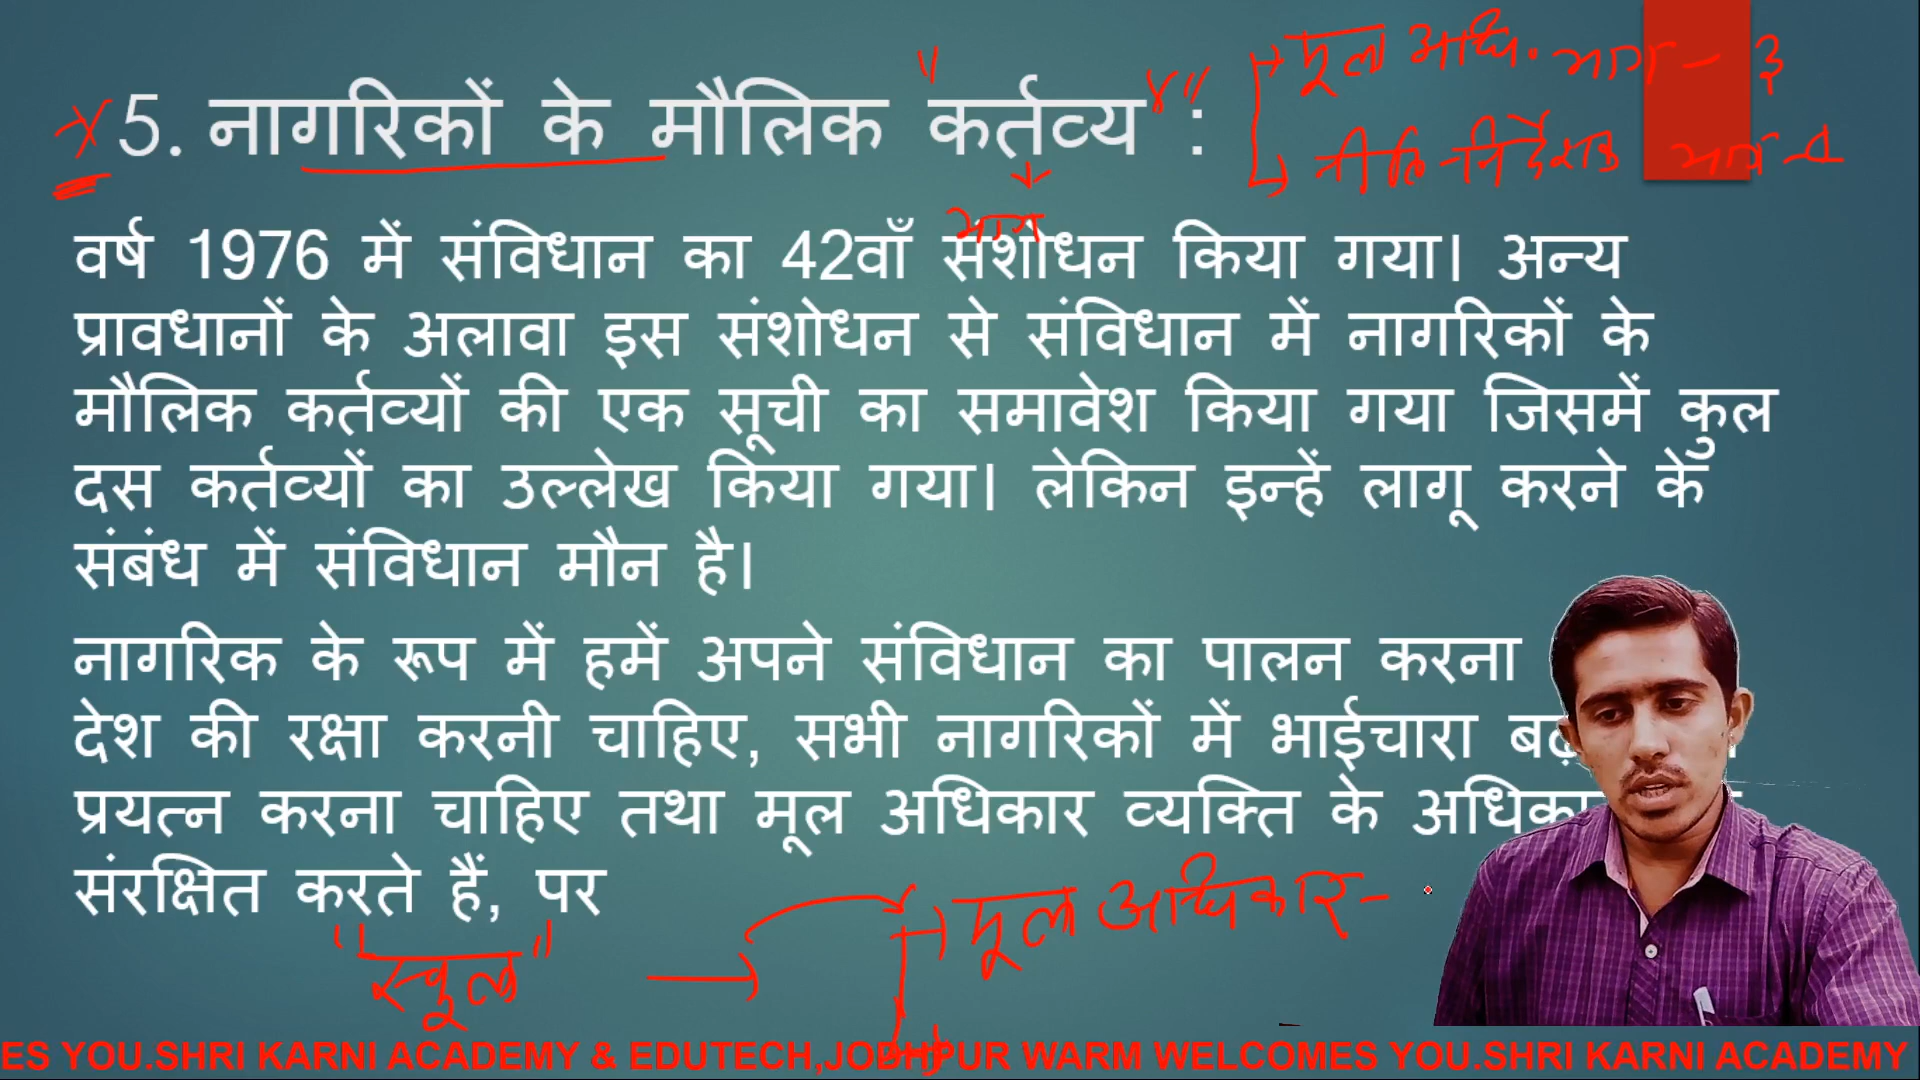 मूल अधि. भाग - ३
5. नागरिकों के मौलिक "कर्तव्य" :
नीति-निर्देशक भाग-४
भाग
वर्ष 1976 में संविधान का 42वाँ संशोधन किया गया। अन्य
प्रावधानों के अलावा इस संशोधन से संविधान में नागरिकों के
मौलिक कर्तव्यों की एक सूची का समावेश किया गया जिसमें कुल
दस कर्तव्यों का उल्लेख किया गया। लेकिन इन्हें लागू करने के
संबंध में संविधान मौन है।
नागरिक के रूप में हमें अपने संविधान का पालन करना
देश की रक्षा करनी चाहिए, सभी नागरिकों में भाईचारा
प्रयत्न करना चाहिए तथा मूल अधिकार व्यक्ति के
संरक्षित करते हैं, पर
मूल अधिकार-
"स्कूल"
ES YOU.SHRI KARNI ACADEMY & EDUTECH,JODHPUR WARM WELCOMES YOU.SHRI KARNI ACADEMY